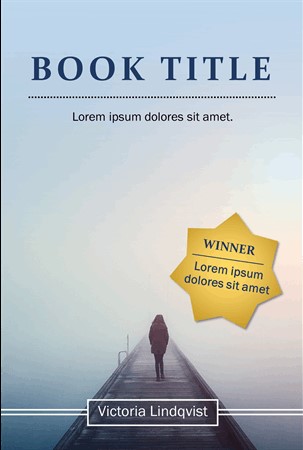 BOOK TITLE
Lorem ipsum dolores sit amet.
WINNER
Lorem ipsum
dolores sit amet
Victoria Lindqvist